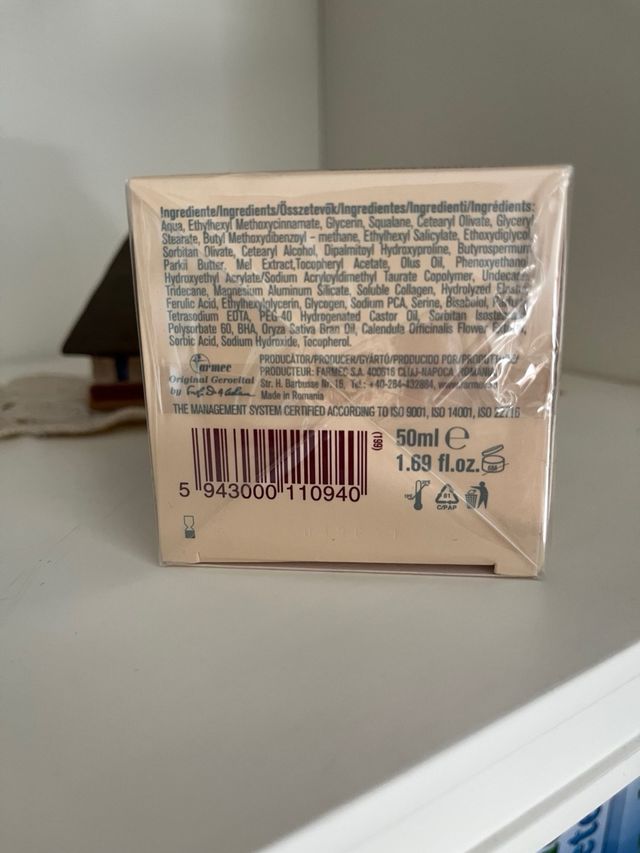 Ingrediente/Ingredients/Összetevők/Ingredientes/Ingredienti/Ingrédients:
Aqua, Ethylhexyl Methoxycinnamate, Glycerin, Squalane, Cetearyl Olivate, Glyceryl
Stearate, Butyl Methoxydibenzoyl - methane, Ethylhexyl Salicylate, Ethoxydiglycol,
Sorbitan Olivate, Cetearyl Alcohol, Dipalmitoyl Hydroxyproline, Butyrospermum
Parkii Butter, Mel Extract,Tocopheryl Acetate, Olus Oil, Phenoxyethanol,
Hydroxyethyl Acrylate/Sodium Acryloyldimethyl Taurate Copolymer, Undecane,
Tridecane, Magnesium Aluminum Silicate, Soluble Collagen, Hydrolyzed
Ferulic Acid, Ethylhexylglycerin, Glycogen, Sodium PCA, Serine, Bisabolol,
Tetrasodium EDTA, PEG-40 Hydrogenated Castor Oil, Sorbitan
Polysorbate 60, BHA, Oryza Sativa Bran Oil, Calendula Officinalis Flower
Sorbic Acid, Sodium Hydroxide, Tocopherol.
Farmec
Original Gerovital
by
PRODUCĂTOR/PRODUCER/GYÁRTÓ/PRODUCIDO POR/
PRODUCTEUR: FARMEC S.A. 400616 CLUJ-NAPOCA ROMANIA
Str. H. Barbusse Nr. 16, Tel.: +40-264-432884,
Made in Romania
THE MANAGEMENT SYSTEM CERTIFIED ACCORDING TO ISO 9001, ISO 14001, ISO 22716
(199)
50ml e
1.69 fl.oz.
5 943000 110940
81
C/PAP